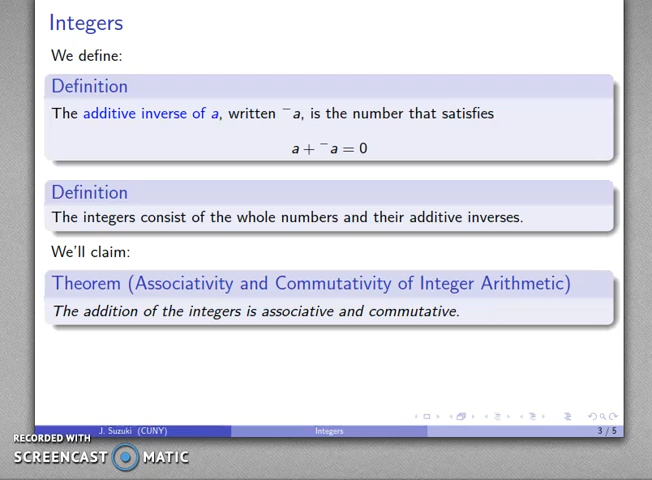 Integers
We define:
Definition
The additive inverse of a, written ⁻a, is the number that satisfies
a + ⁻a = 0
Definition
The integers consist of the whole numbers and their additive inverses.
We'll claim:
Theorem (Associativity and Commutativity of Integer Arithmetic)
The addition of the integers is associative and commutative.
J. Suzuki (CUNY) Integers 3 / 5
RECORDED WITH
SCREENCAST MATIC